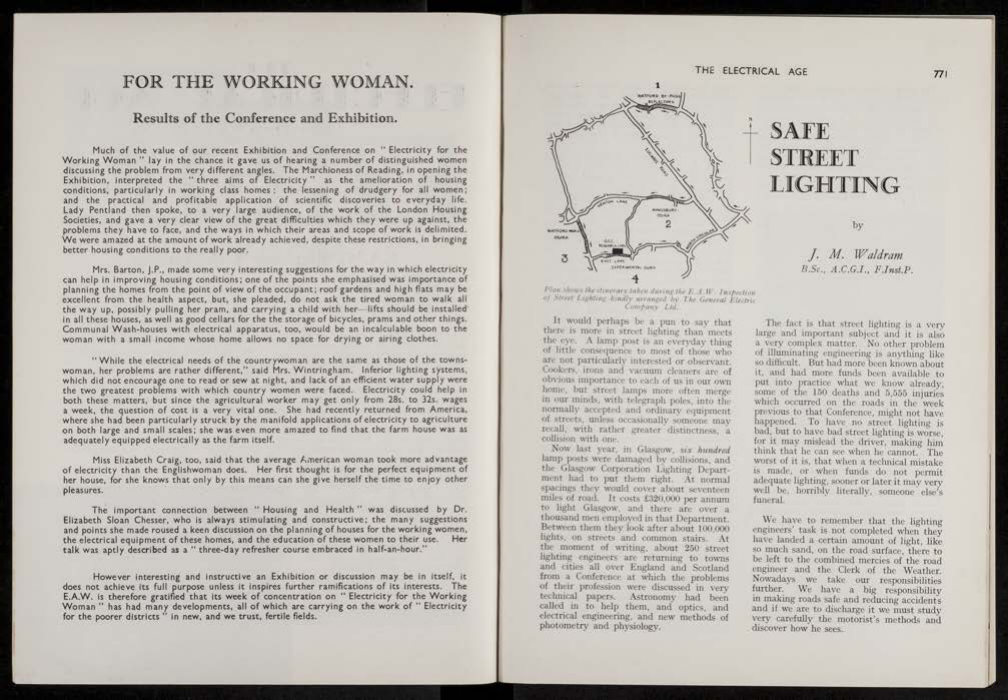 FOR THE WORKING WOMAN.
Results of the Conference and Exhibition.
Much of the value of our recent Exhibition and Conference on " Electricity for the
Working Woman " lay in the chance it gave us of hearing a number of distinguished women
discussing the problem from very different angles. The Marchioness of Reading, in opening the
Exhibition, interpreted the " three aims of Electricity " as the amelioration of housing
conditions, particularly in working class homes : the lessening of drudgery for all women;
and the practical and profitable application of scientific discoveries to everyday life.
Lady Pentland then spoke, to a very large audience, of the work of the London Housing
Societies, and gave a very clear view of the great difficulties which they were up against, the
problems they have to face, and the ways in which their areas and scope of work is delimited.
We were amazed at the amount of work already achieved, despite these restrictions, in bringing
better housing conditions to the really poor.
Mrs. Barton, J.P., made some very interesting suggestions for the way in which electricity
can help in improving housing conditions; one of the points she emphasised was importance of
planning the homes from the point of view of the occupant; roof gardens and high flats may be
excellent from the health aspect, but, she pleaded, do not ask the tired woman to walk all
the way up, possibly pulling her pram, and carrying a child with her—lifts should be installed
in all these houses, as well as good cellars for the the storage of bicycles, prams and other things.
Communal Wash-houses with electrical apparatus, too, would be an incalculable boon to the
woman with a small income whose home allows no space for drying or airing clothes.
" While the electrical needs of the countrywoman are the same as those of the towns-
woman, her problems are rather different," said Mrs. Wintringham. Inferior lighting systems,
which did not encourage one to read or sew at night, and lack of an efficient water supply were
the two greatest problems with which country women were faced. Electricity could help in
both these matters, but since the agricultural worker may get only from 28s. to 32s. wages
a week, the question of cost is a very vital one. She had recently returned from America,
where she had been particularly struck by the manifold applications of electricity to agriculture
on both large and small scales; she was even more amazed to find that the farm house was as
adequately equipped electrically as the farm itself.
Miss Elizabeth Craig, too, said that the average American woman took more advantage
of electricity than the Englishwoman does. Her first thought is for the perfect equipment of
her house, for she knows that only by this means can she give herself the time to enjoy other
pleasures.
The important connection between " Housing and Health " was discussed by Dr.
Elizabeth Sloan Chesser, who is always stimulating and constructive; the many suggestions
and points she made roused a keen discussion on the planning of houses for the working women,
the electrical equipment of these homes, and the education of these women to their use. Her
talk was aptly described as a " three-day refresher course embraced in half-an-hour."
However interesting and instructive an Exhibition or discussion may be in itself, it
does not achieve its full purpose unless it inspires further ramifications of its interests. The
E.A.W. is therefore gratified that its week of concentration on " Electricity for the Working
Woman " has had many developments, all of which are carrying on the work of " Electricity
for the poorer districts " in new, and we trust, fertile fields.
THE ELECTRICAL AGE 771
1
N
2
3
EAST LANE
4
Plan shows the itinerary taken during the E.A.W. Inspection
of Street Lighting kindly arranged by The General Electric
Company Ltd.
SAFE
STREET
LIGHTING
by
J. M. Waldram
B.Sc., A.C.G.I., F.Inst.P.
It would perhaps be a pun to say that
there is more in street lighting than meets
the eye. A lamp post is an everyday thing
of little consequence to most of those who
are not particularly interested or observant.
Cookers, irons and vacuum cleaners are of
obvious importance to each of us in our own
home, but street lamps more often merge
in our minds, with telegraph poles, into the
normally accepted and ordinary equipment
of streets, unless occasionally someone may
recall, with rather greater distinctness, a
collision with one.
Now last year, in Glasgow, six hundred
lamp posts were damaged by collisions, and
the Glasgow Corporation Lighting Depart-
ment had to put them right. At normal
spacings they would cover about seventeen
miles of road. It costs £320,000 per annum
to light Glasgow, and there are over a
thousand men employed in that Department.
Between them they look after about 100,000
lights, on streets and common stairs. At
the moment of writing, about 250 street
lighting engineers are returning to towns
and cities all over England and Scotland
from a Conference at which the problems
of their profession were discussed in very
technical papers. Astronomy had been
called in to help them, and optics, and
electrical engineering, and new methods of
photometry and physiology.
The fact is that street lighting is a very
large and important subject and it is also
a very complex matter. No other problem
of illuminating engineering is anything like
so difficult. But had more been known about
it, and had more funds been available to
put into practice what we know already,
some of the 150 deaths and 5,555 injuries
which occurred on the roads in the week
previous to that Conference, might not have
happened. To have no street lighting is
bad, but to have bad street lighting is worse,
for it may mislead the driver, making him
think that he can see when he cannot. The
worst of it is, that when a technical mistake
is made, or when funds do not permit
adequate lighting, sooner or later it may very
well be, horribly literally, someone else's
funeral.
We have to remember that the lighting
engineers' task is not completed when they
have landed a certain amount of light, like
so much sand, on the road surface, there to
be left to the combined mercies of the road
engineer and the Clerk of the Weather.
Nowadays we take our responsibilities
further. We have a big responsibility
in making roads safe and reducing accidents
and if we are to discharge it we must study
very carefully the motorist's methods and
discover how he sees.